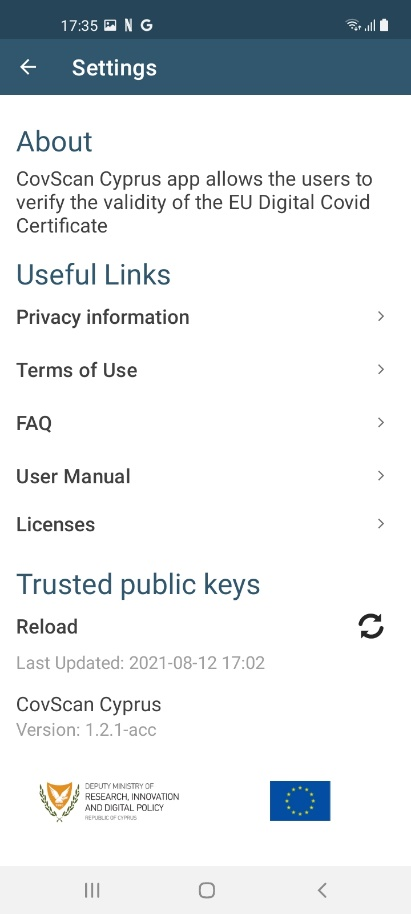 17:35 N G
Settings
About
CovScan Cyprus app allows the users to
verify the validity of the EU Digital Covid
Certificate
Useful Links
Privacy information
Terms of Use
FAQ
User Manual
Licenses
Trusted public keys
Reload
Last Updated: 2021-08-12 17:02
CovScan Cyprus
Version: 1.2.1-acc
DEPUTY MINISTRY OF
RESEARCH, INNOVATION
AND DIGITAL POLICY
REPUBLIC OF CYPRUS